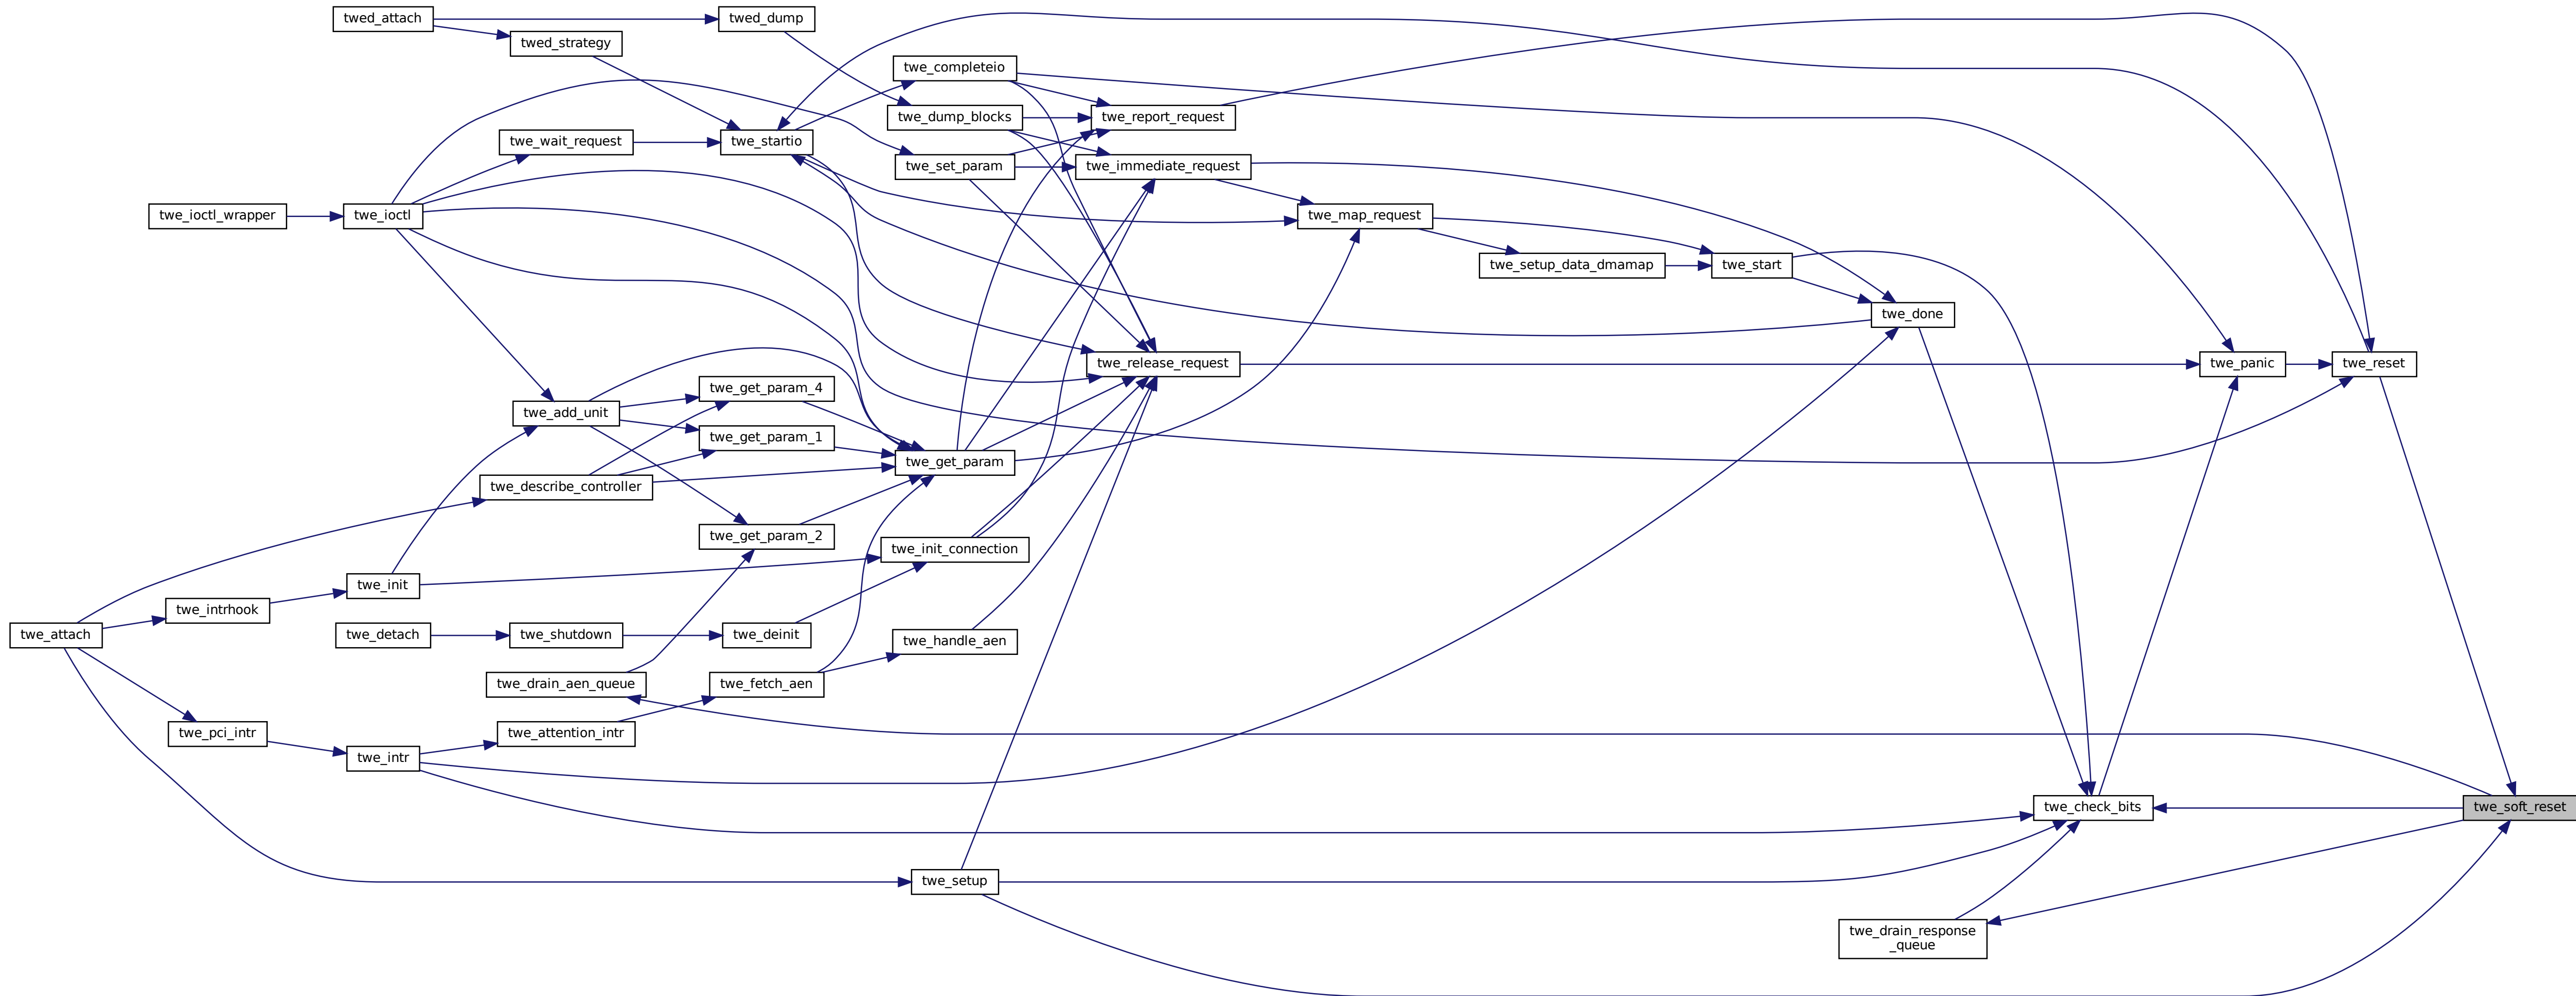 twed_attach
twed_dump
twed_strategy
twe_completeio
twe_dump_blocks
twe_report_request
twe_wait_request
twe_startio
twe_set_param
twe_immediate_request
twe_ioctl_wrapper
twe_ioctl
twe_map_request
twe_setup_data_dmamap
twe_start
twe_done
twe_release_request
twe_panic
twe_reset
twe_get_param_4
twe_add_unit
twe_get_param_1
twe_get_param
twe_describe_controller
twe_get_param_2
twe_init_connection
twe_init
twe_intrhook
twe_attach
twe_detach
twe_shutdown
twe_deinit
twe_handle_aen
twe_drain_aen_queue
twe_fetch_aen
twe_pci_intr
twe_attention_intr
twe_intr
twe_check_bits
twe_soft_reset
twe_setup
twe_drain_response
_queue